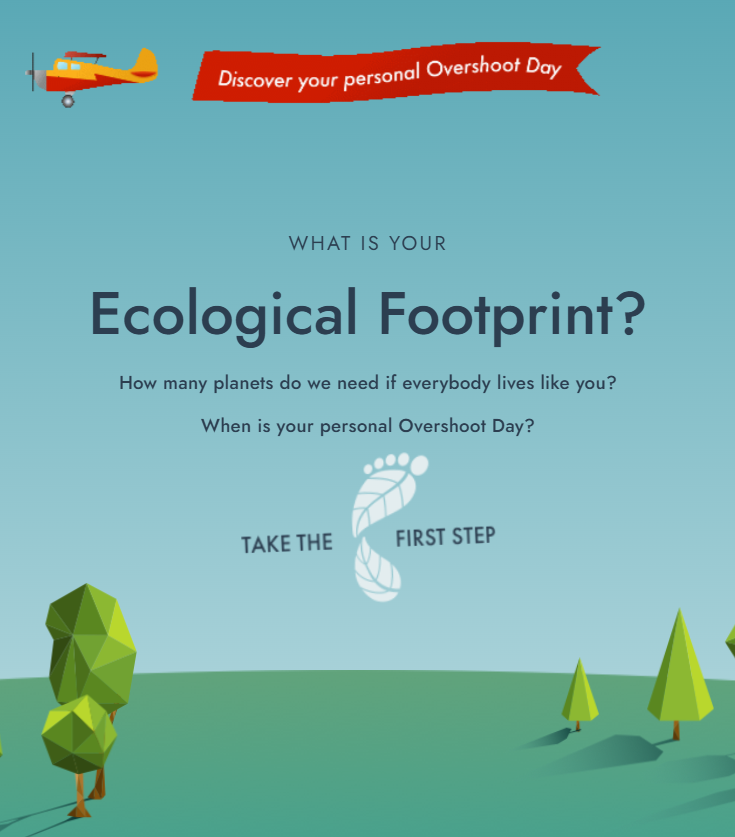 Discover your personal Overshoot Day
WHAT IS YOUR
Ecological Footprint?
How many planets do we need if everybody lives like you?
When is your personal Overshoot Day?
TAKE THE FIRST STEP